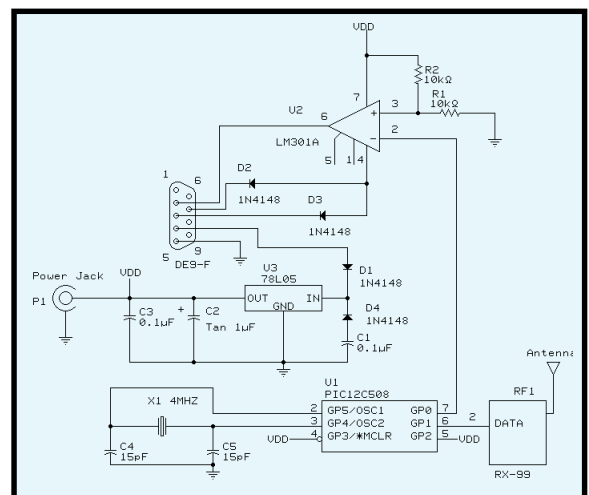 VDD
R2
10kΩ
R1
10kΩ
7
U2
6
3
+
2
-
LM301A
5
1
4
1
6
D2
1N4148
D3
1N4148
5
9
DE9-F
Power Jack
VDD
U3
78L05
D1
1N4148
P1
OUT
IN
GND
D4
1N4148
C3
0.1µF
+
C2
Tan 1µF
C1
0.1µF
Antenna
U1
PIC12C508
RF1
X1 4MHZ
2
GP5/OSC1
GP0
7
3
GP4/OSC2
GP1
6
2
DATA
VDD
4
GP3/*MCLR
GP2
5
VDD
C4
15pF
C5
15pF
RX-99